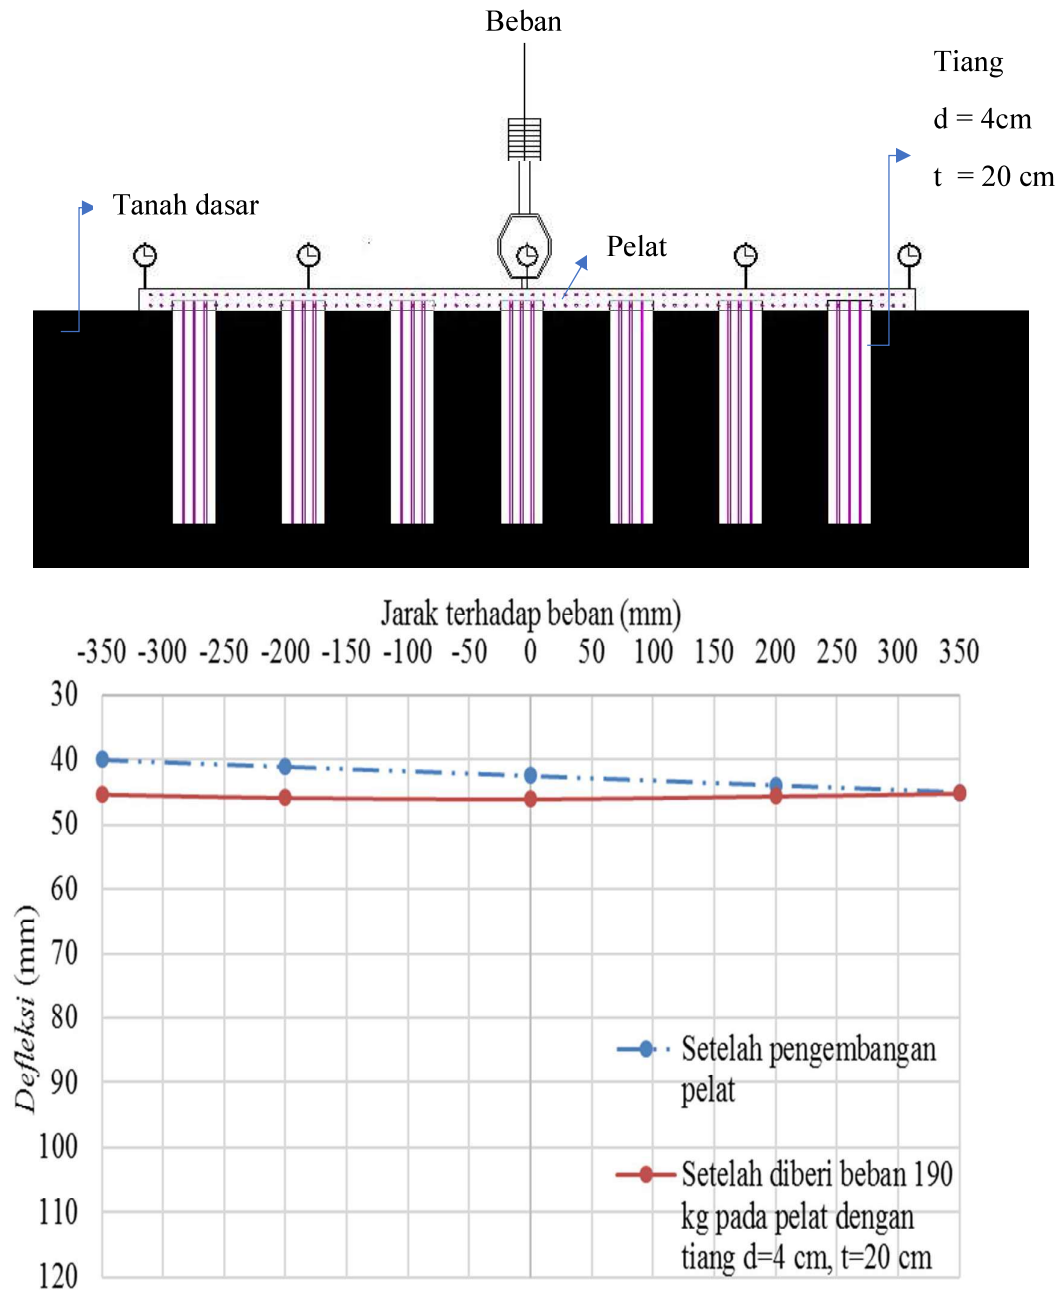 Beban
Tiang
d = 4cm
t = 20 cm
Tanah dasar
Pelat
Jarak terhadap beban (mm)
-350 -300 -250 -200 -150 -100 -50 0 50 100 150 200 250 300 350
30
40
50
60
70
80
90
100
110
120
Defleksi (mm)
Setelah pengembangan
pelat
Setelah diberi beban 190
kg pada pelat dengan
tiang d=4 cm, t=20 cm